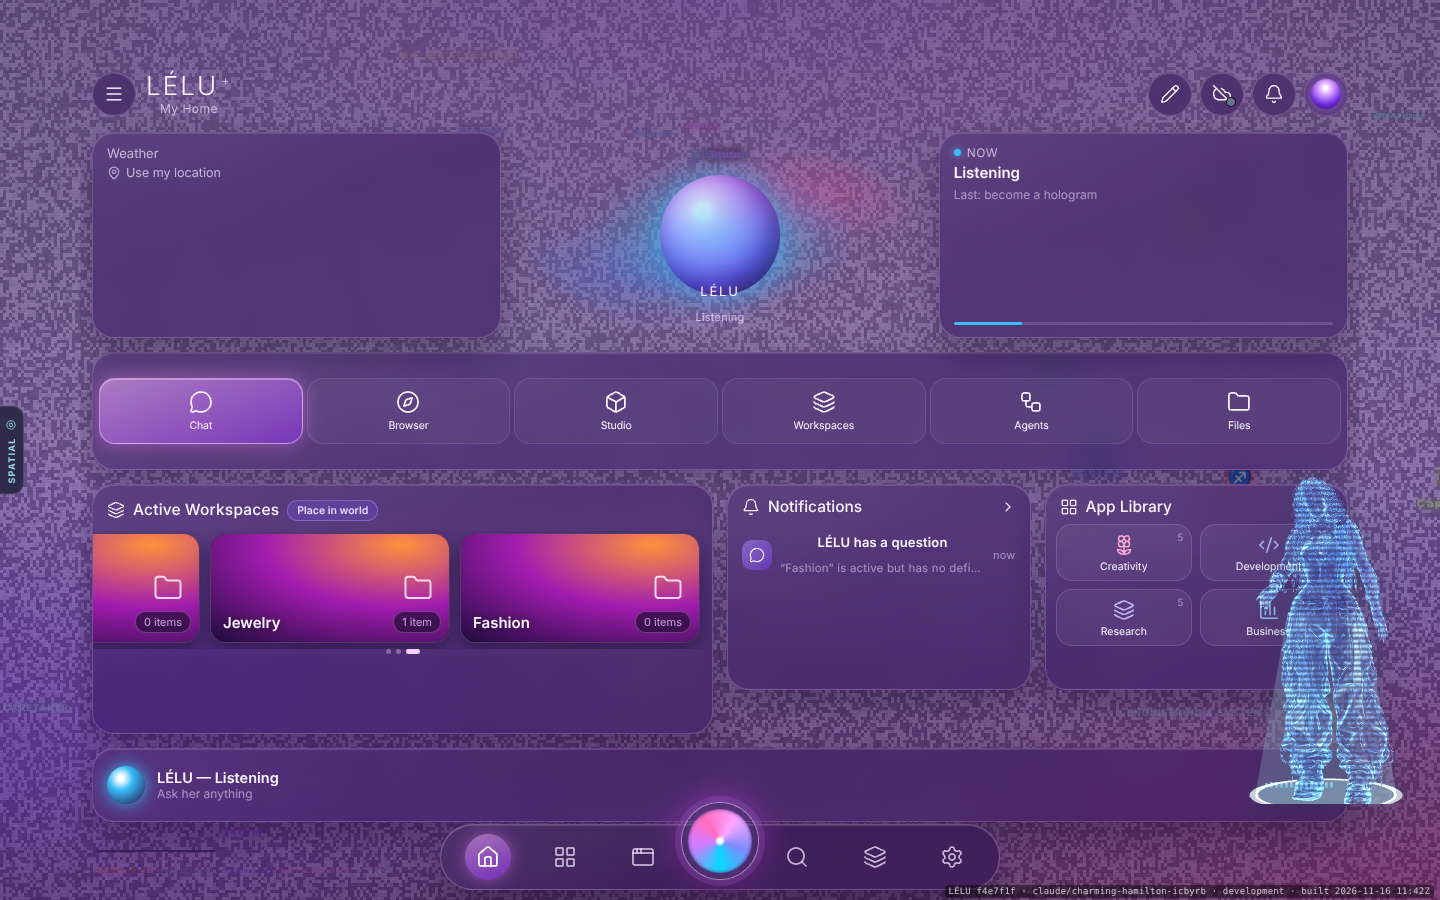 LÉLU +
My Home
Weather
Use my location
LÉLU
Listening
NOW
Listening
Last: become a hologram
SPATIAL
Chat
Browser
Studio
Workspaces
Agents
Files
Active Workspaces
Place in world
0 items
Jewelry
1 item
Fashion
0 items
Notifications
LÉLU has a question
now
“Fashion” is active but has no defi...
App Library
5
Creativity
Development
5
Research
Business
LÉLU — Listening
Ask her anything
LÉLU f4e7f1f · claude/charming-hamilton-icbyrb · development · built 2026-11-16 11:42Z